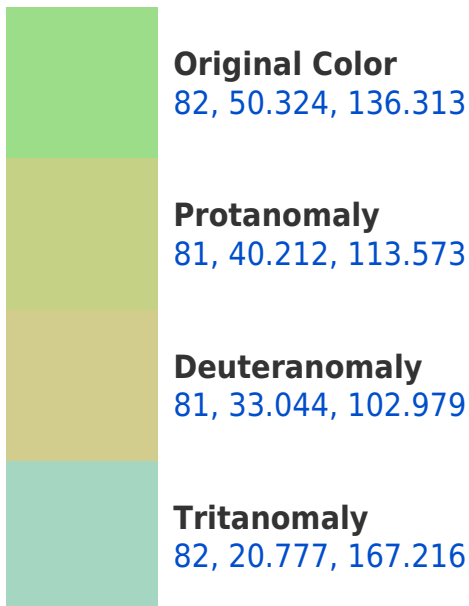 Original Color
82, 50.324, 136.313
Protanomaly
81, 40.212, 113.573
Deuteranomaly
81, 33.044, 102.979
Tritanomaly
82, 20.777, 167.216